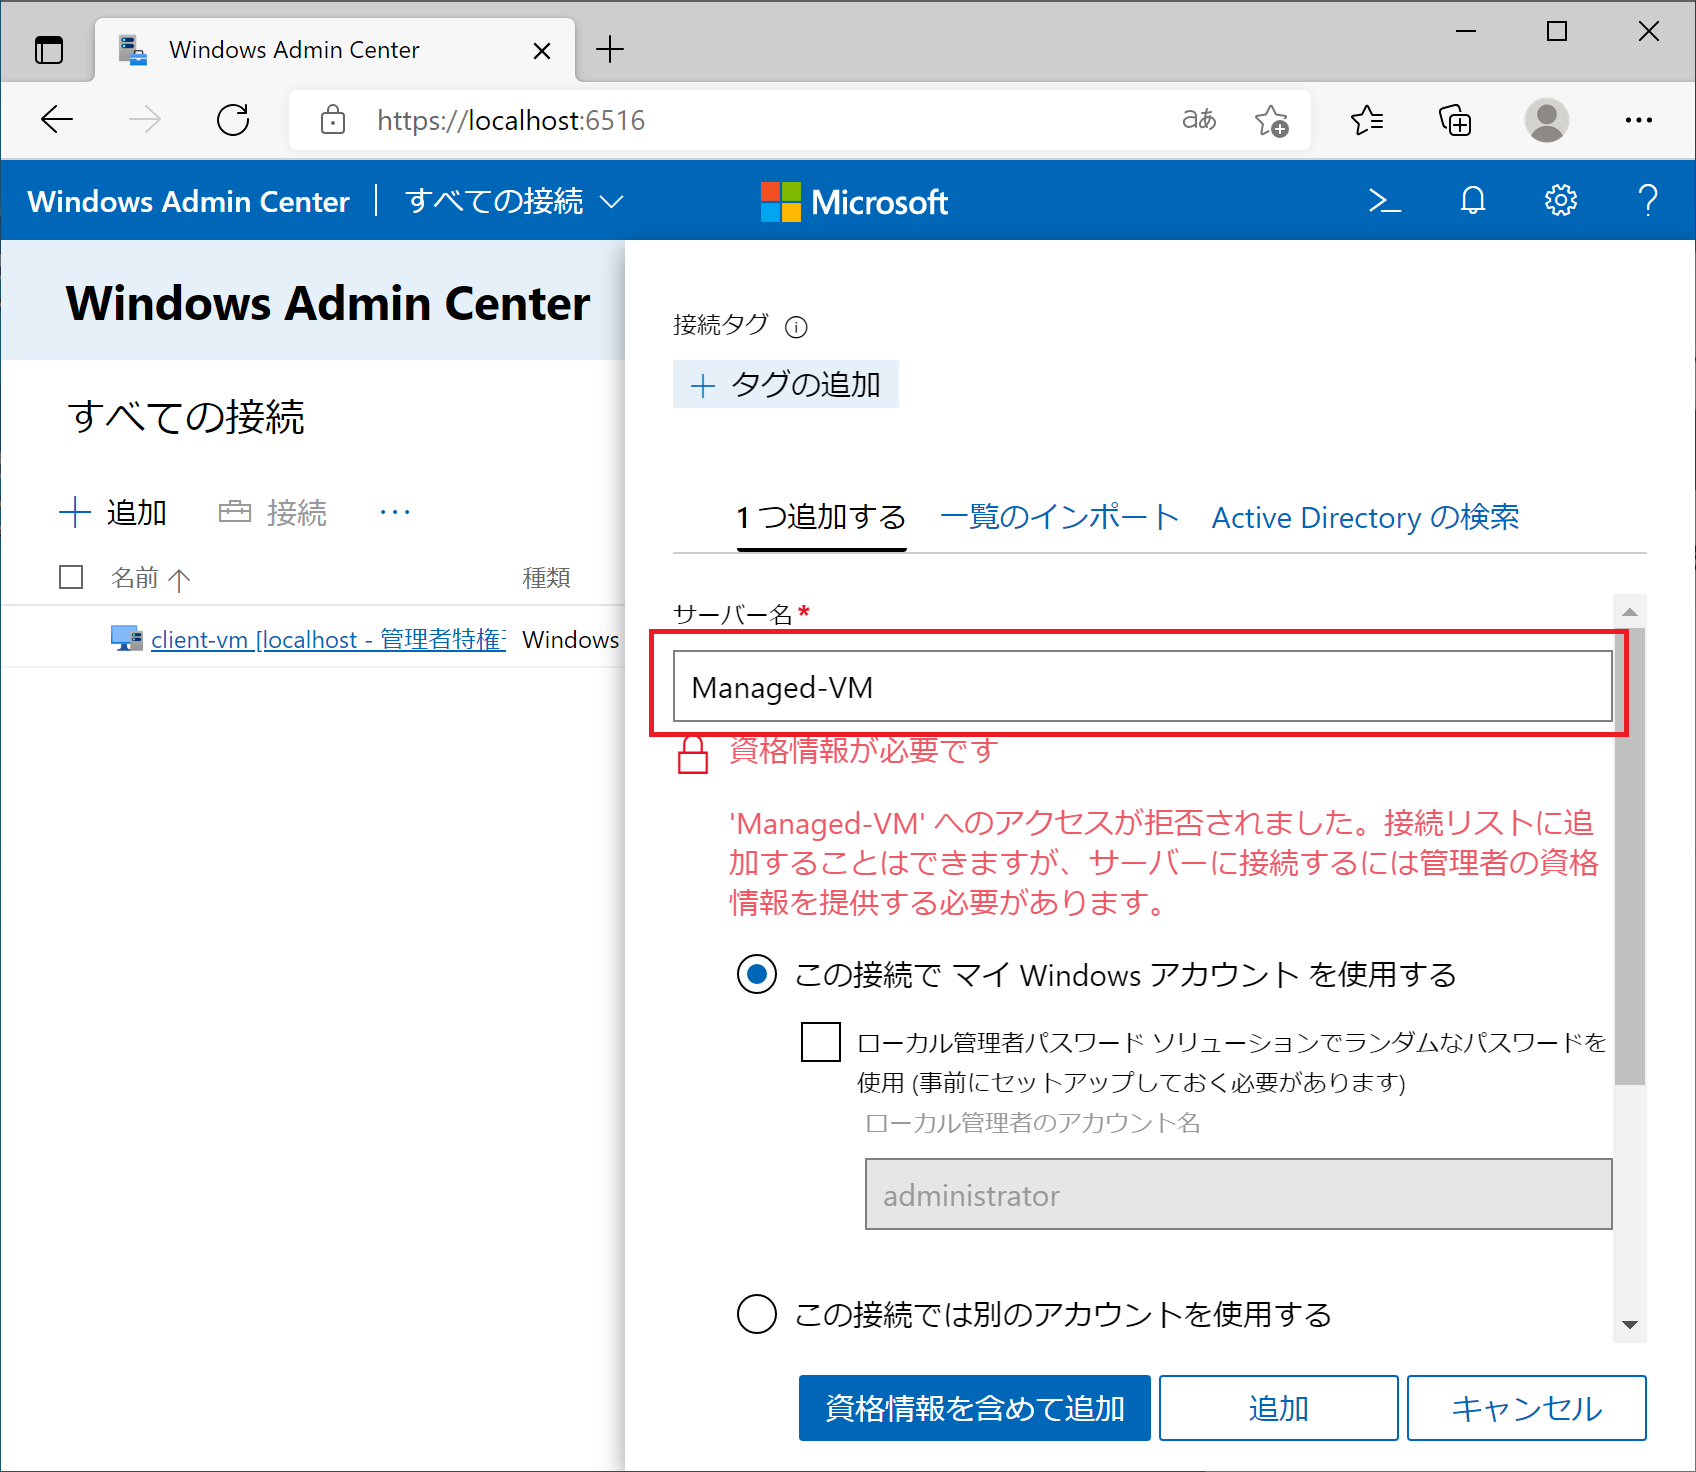 Windows Admin Center
https://localhost:6516
aあ
Windows Admin Center
すべての接続
Microsoft
Windows Admin Center
すべての接続
追加
接続
名前
種類
client-vm [localhost - 管理者特権
Windows
接続タグ
タグの追加
1 つ追加する
一覧のインポート
Active Directory の検索
サーバー名*
Managed-VM
資格情報が必要です
'Managed-VM' へのアクセスが拒否されました。接続リストに追
加することはできますが、サーバーに接続するには管理者の資格
情報を提供する必要があります。
この接続で マイ Windows アカウント を使用する
ローカル管理者パスワード ソリューションでランダムなパスワードを
使用 (事前にセットアップしておく必要があります)
ローカル管理者のアカウント名
administrator
この接続では別のアカウントを使用する
資格情報を含めて追加
追加
キャンセル